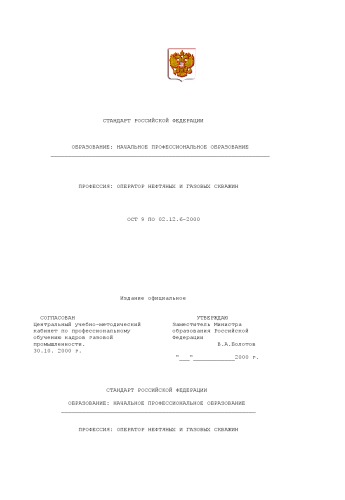 СТАНДАРТ РОССИЙСКОЙ ФЕДЕРАЦИИ
ОБРАЗОВАНИЕ: НАЧАЛЬНОЕ ПРОФЕССИОНАЛЬНОЕ ОБРАЗОВАНИЕ
ПРОФЕССИЯ: ОПЕРАТОР НЕФТЯНЫХ И ГАЗОВЫХ СКВАЖИН
ОСТ 9 ПО 02.12.6-2000
Издание официальное
СОГЛАСОВАН УТВЕРЖДАЮ
Центральный учебно-методический Заместитель Министра
кабинет по профессиональному образования Российской
обучению кадров газовой Федерации
промышленности. В.А.Болотов
30.10. 2000 г.
"___"____________2000 г.
СТАНДАРТ РОССИЙСКОЙ ФЕДЕРАЦИИ
ОБРАЗОВАНИЕ: НАЧАЛЬНОЕ ПРОФЕССИОНАЛЬНОЕ ОБРАЗОВАНИЕ
ПРОФЕССИЯ: ОПЕРАТОР НЕФТЯНЫХ И ГАЗОВЫХ СКВАЖИН